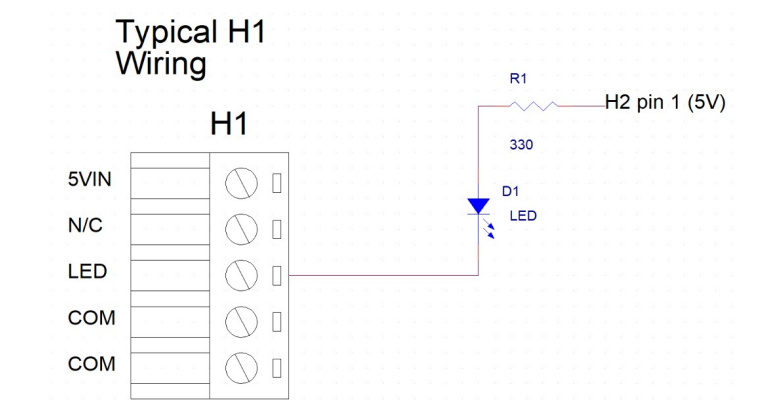 Typical H1
Wiring
H1
5VIN
N/C
LED
COM
COM
R1
H2 pin 1 (5V)
330
D1
LED